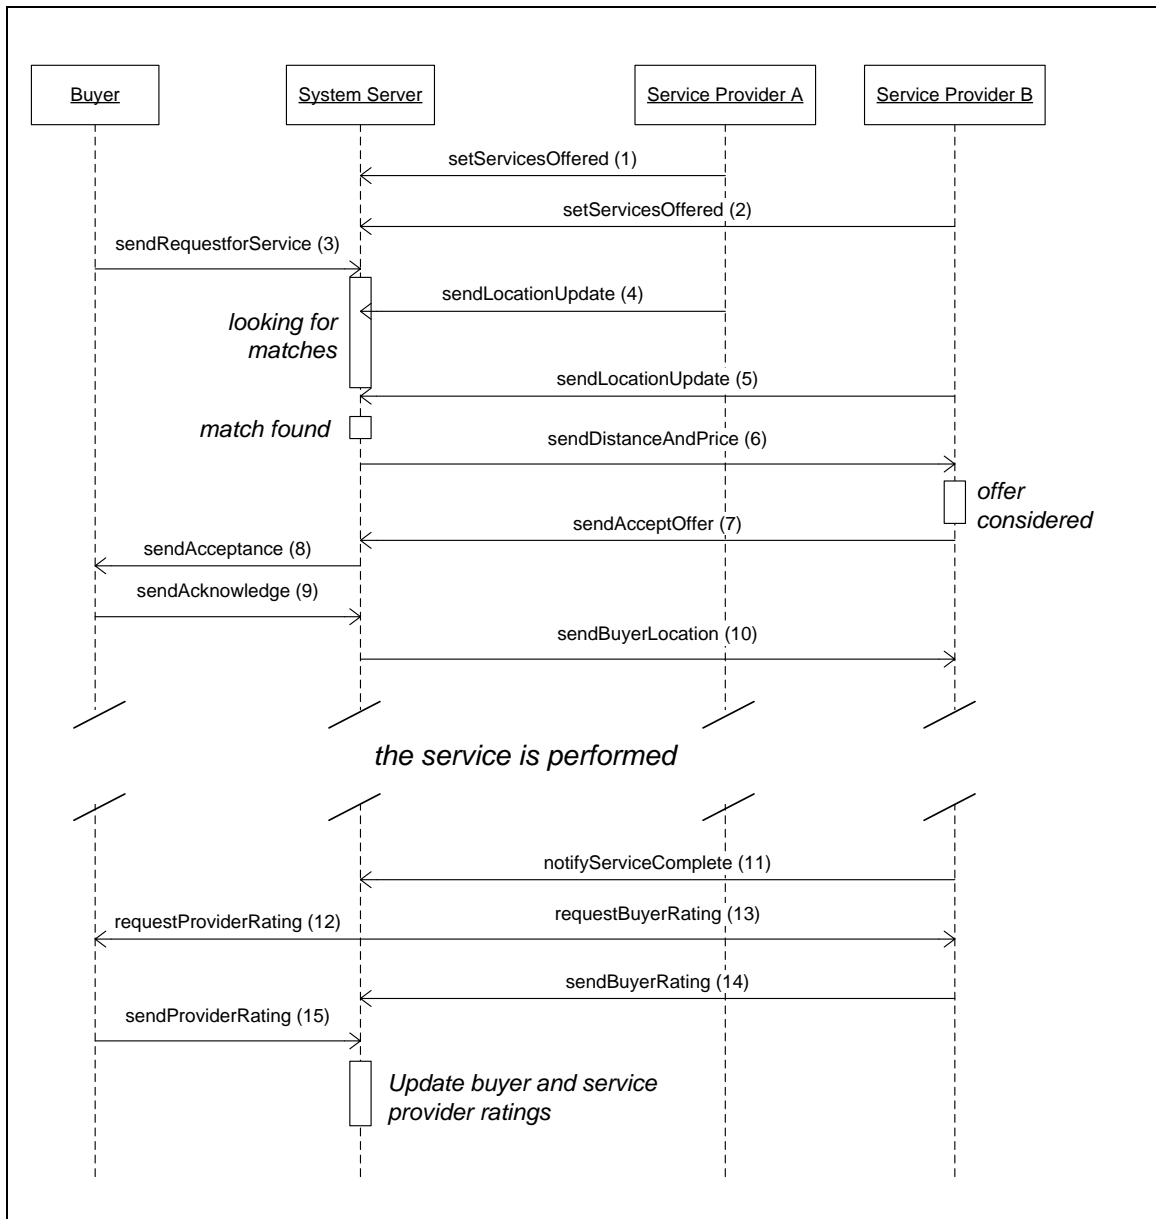 Buyer
System Server
Service Provider A
Service Provider B
setServicesOffered (1)
setServicesOffered (2)
sendRequestforService (3)
sendLocationUpdate (4)
looking for
matches
sendLocationUpdate (5)
match found
sendDistanceAndPrice (6)
offer
considered
sendAcceptOffer (7)
sendAcceptance (8)
sendAcknowledge (9)
sendBuyerLocation (10)
the service is performed
notifyServiceComplete (11)
requestProviderRating (12)
requestBuyerRating (13)
sendBuyerRating (14)
sendProviderRating (15)
Update buyer and service
provider ratings